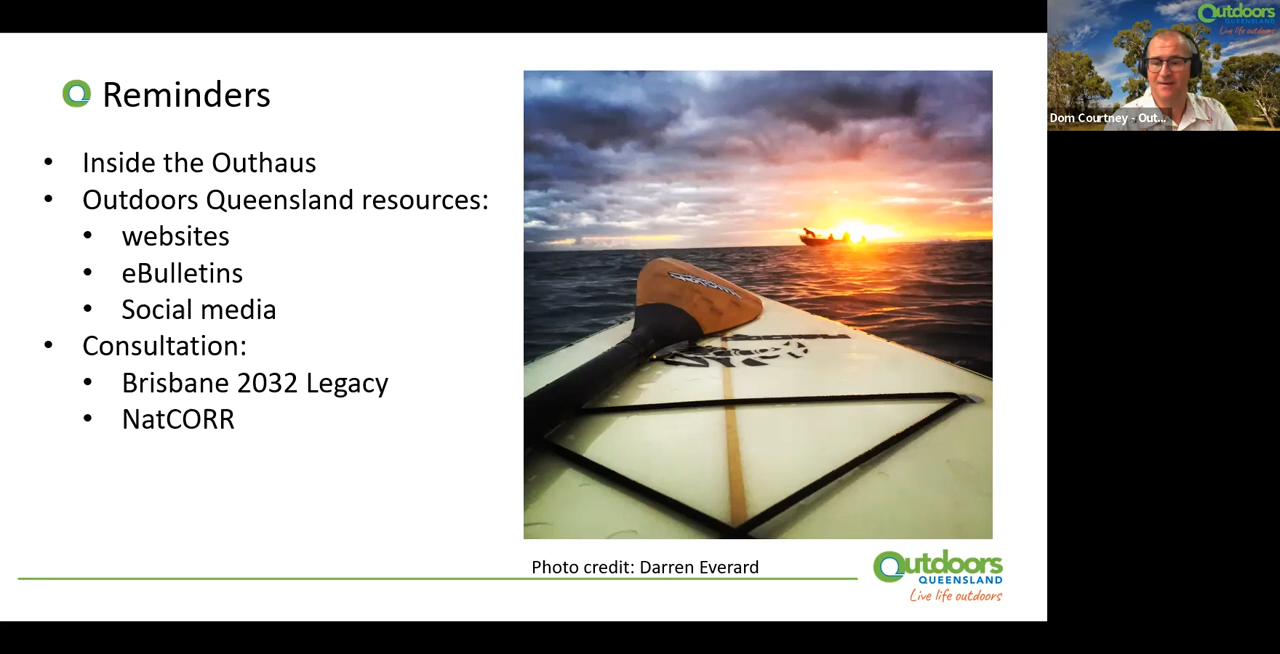 Reminders
• Inside the Outhaus
• Outdoors Queensland resources:
• websites
• eBulletins
• Social media
• Consultation:
• Brisbane 2032 Legacy
• NatCORR
Photo credit: Darren Everard
Outdoors
QUEENSLAND
Live life outdoors
Outdoors
QUEENSLAND
Live life outdoors
Dom Courtney - Out...